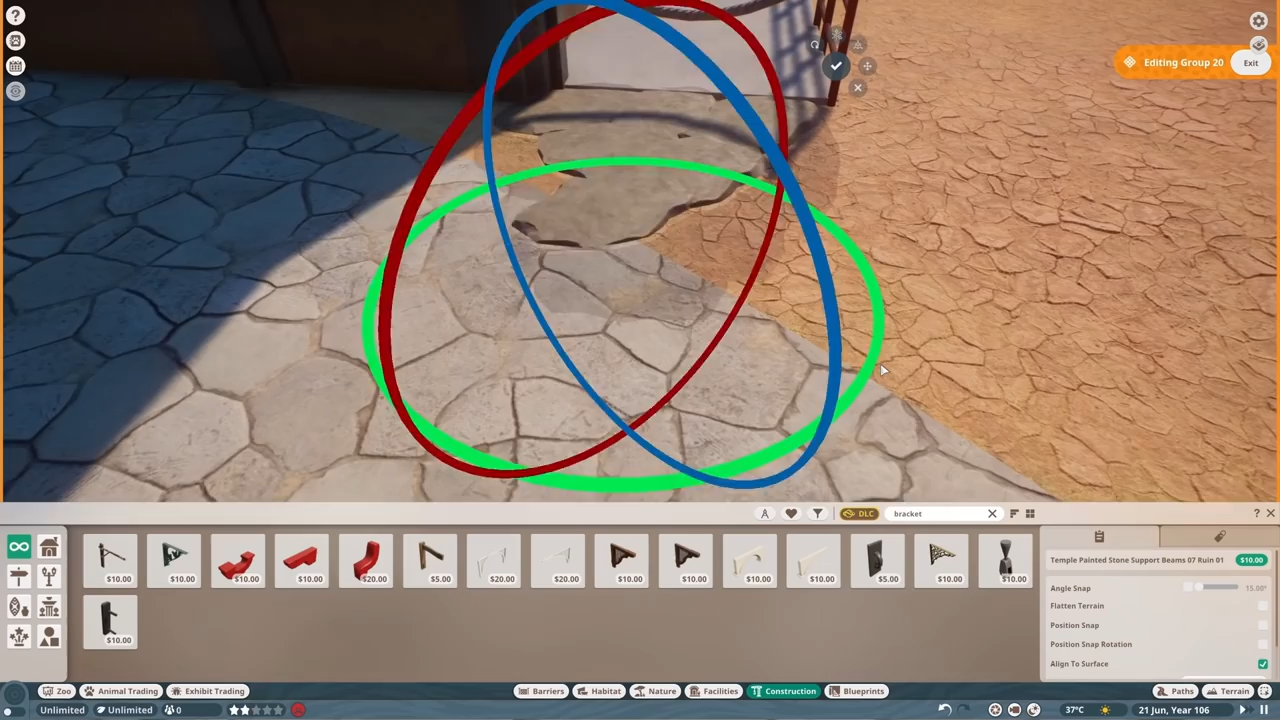 ?
Editing Group 20
Exit
DLC
bracket
?
$10.00
$10.00
$10.00
$10.00
$20.00
$5.00
$20.00
$20.00
$10.00
$10.00
$10.00
$10.00
$5.00
$10.00
$10.00
$10.00
Temple Painted Stone Support Beams 07 Ruin 01
$10.00
Angle Snap
15.00°
Flatten Terrain
Position Snap
Position Snap Rotation
Align To Surface
Zoo
Animal Trading
Exhibit Trading
Barriers
Habitat
Nature
Facilities
Construction
Blueprints
Paths
Terrain
Unlimited
Unlimited
0
37°C
21 Jun, Year 106